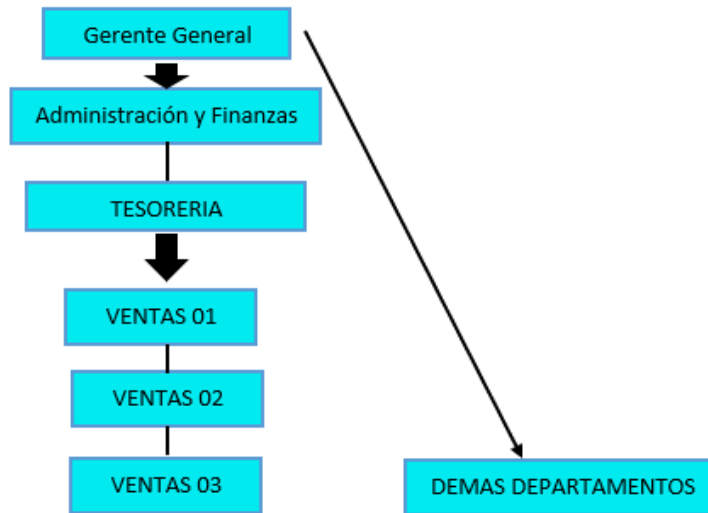 Gerente General
Administración y Finanzas
TESORERIA
VENTAS 01
VENTAS 02
VENTAS 03
DEMAS DEPARTAMENTOS